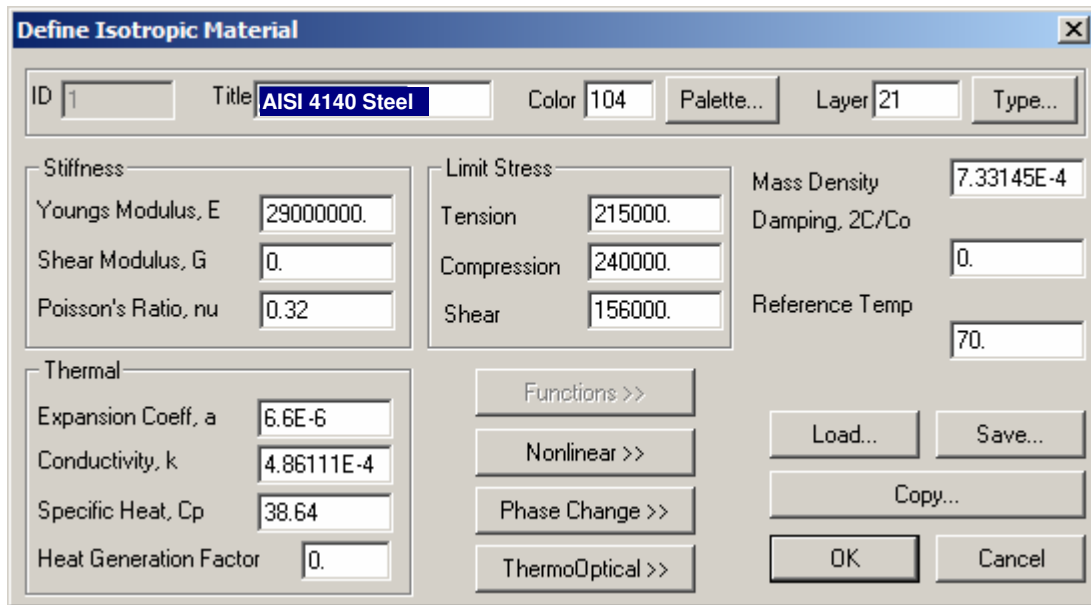 Define Isotropic Material
ID 1 Title AISI 4140 Steel Color 104 Palette... Layer 21 Type...
Stiffness
Youngs Modulus, E 29000000.
Shear Modulus, G 0.
Poisson's Ratio, nu 0.32
Limit Stress
Tension 215000.
Compression 240000.
Shear 156000.
Mass Density 7.33145E-4
Damping, 2C/Co
0.
Reference Temp
70.
Thermal
Expansion Coeff, a 6.6E-6
Conductivity, k 4.86111E-4
Specific Heat, Cp 38.64
Heat Generation Factor 0.
Functions >>
Nonlinear >>
Phase Change >>
ThermoOptical >>
Load... Save...
Copy...
OK Cancel